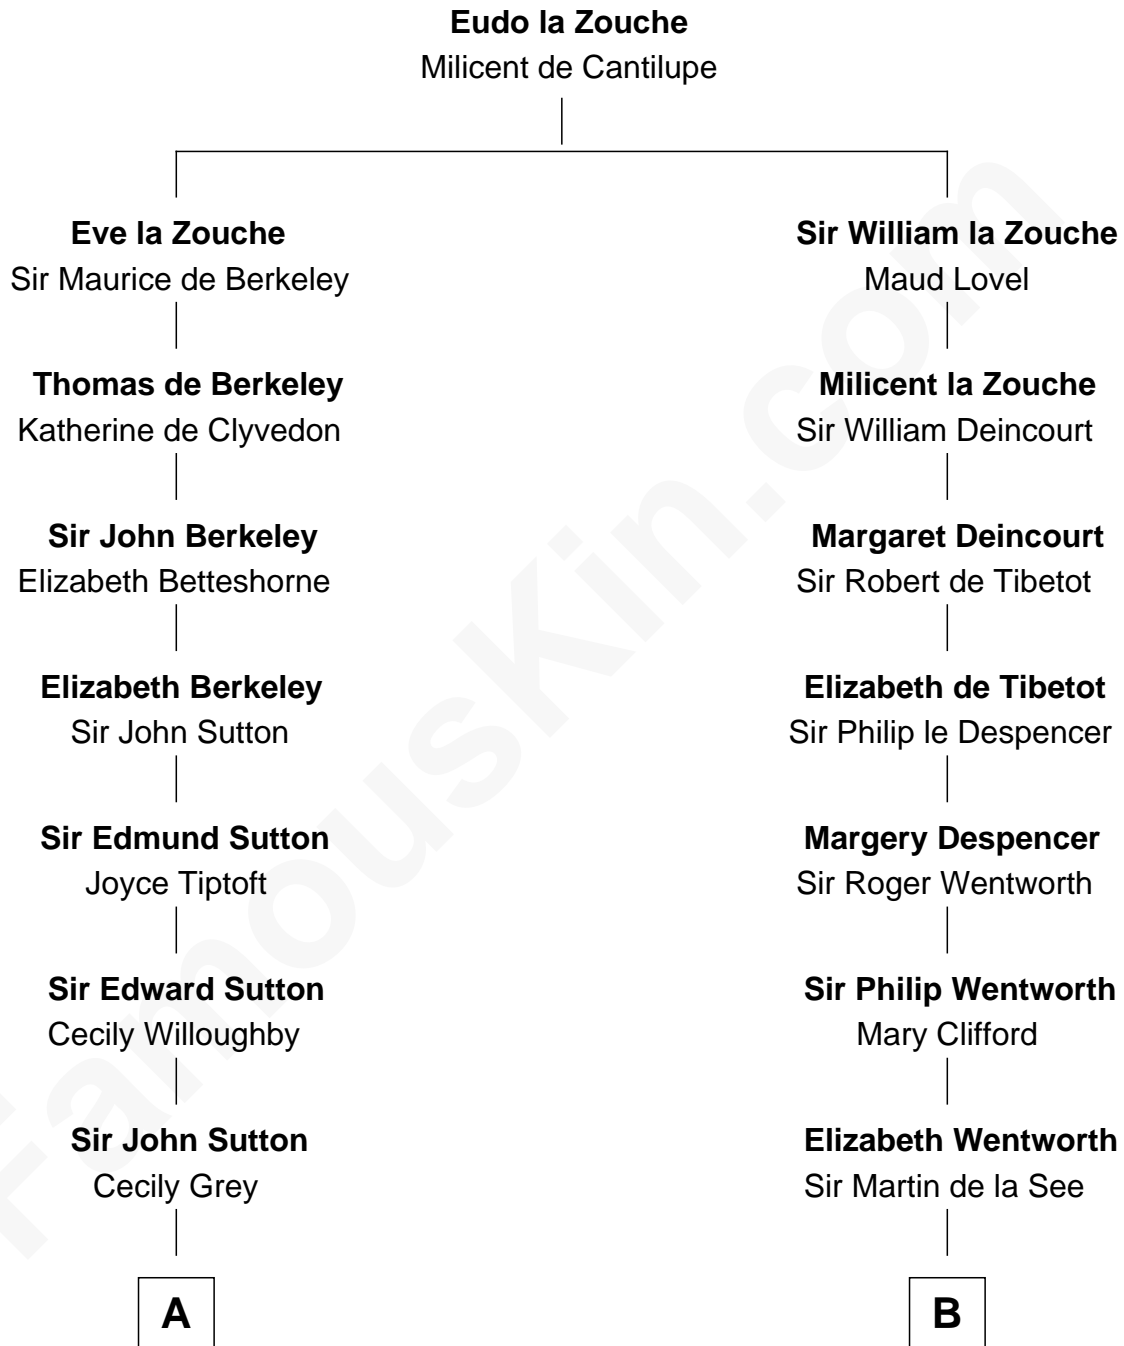 Eudo la Zouche
Milicent de Cantilupe
Eve la Zouche
Sir Maurice de Berkeley
Thomas de Berkeley
Katherine de Clyvedon
Sir John Berkeley
Elizabeth Betteshorne
Elizabeth Berkeley
Sir John Sutton
Sir Edmund Sutton
Joyce Tiptoft
Sir Edward Sutton
Cecily Willoughby
Sir John Sutton
Cecily Grey
A
Sir William la Zouche
Maud Lovel
Milicent la Zouche
Sir William Deincourt
Margaret Deincourt
Sir Robert de Tibetot
Elizabeth de Tibetot
Sir Philip le Despencer
Margery Despencer
Sir Roger Wentworth
Sir Philip Wentworth
Mary Clifford
Elizabeth Wentworth
Sir Martin de la See
B
FamousKin.com